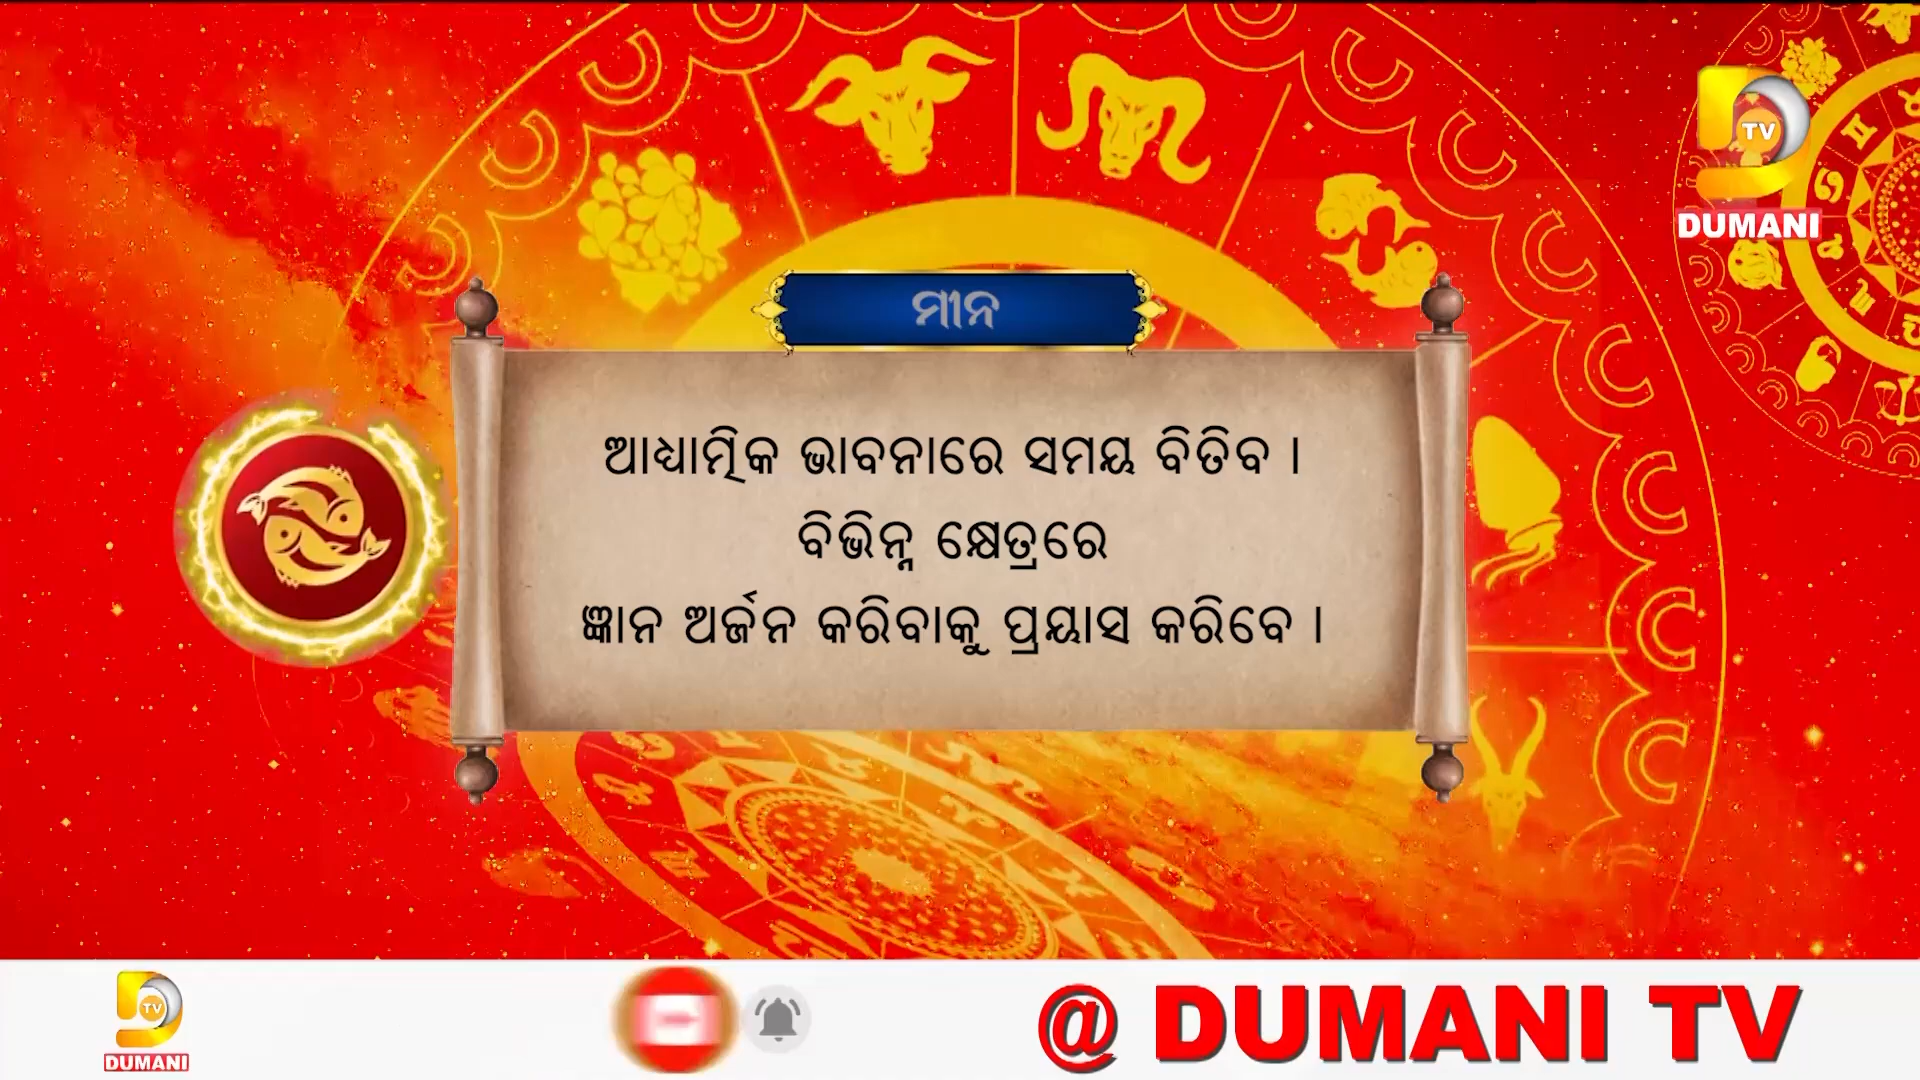 TV
DUMANI
ମୀନ
ଆଧ୍ୟାତ୍ମିକ ଭାବନାରେ ସମୟ ବିତିବ ।
ବିଭିନ୍ନ କ୍ଷେତ୍ରରେ
ଜ୍ଞାନ ଅର୍ଜନ କରିବାକୁ ପ୍ରୟାସ କରିବେ ।
TV
DUMANI
@ DUMANI TV